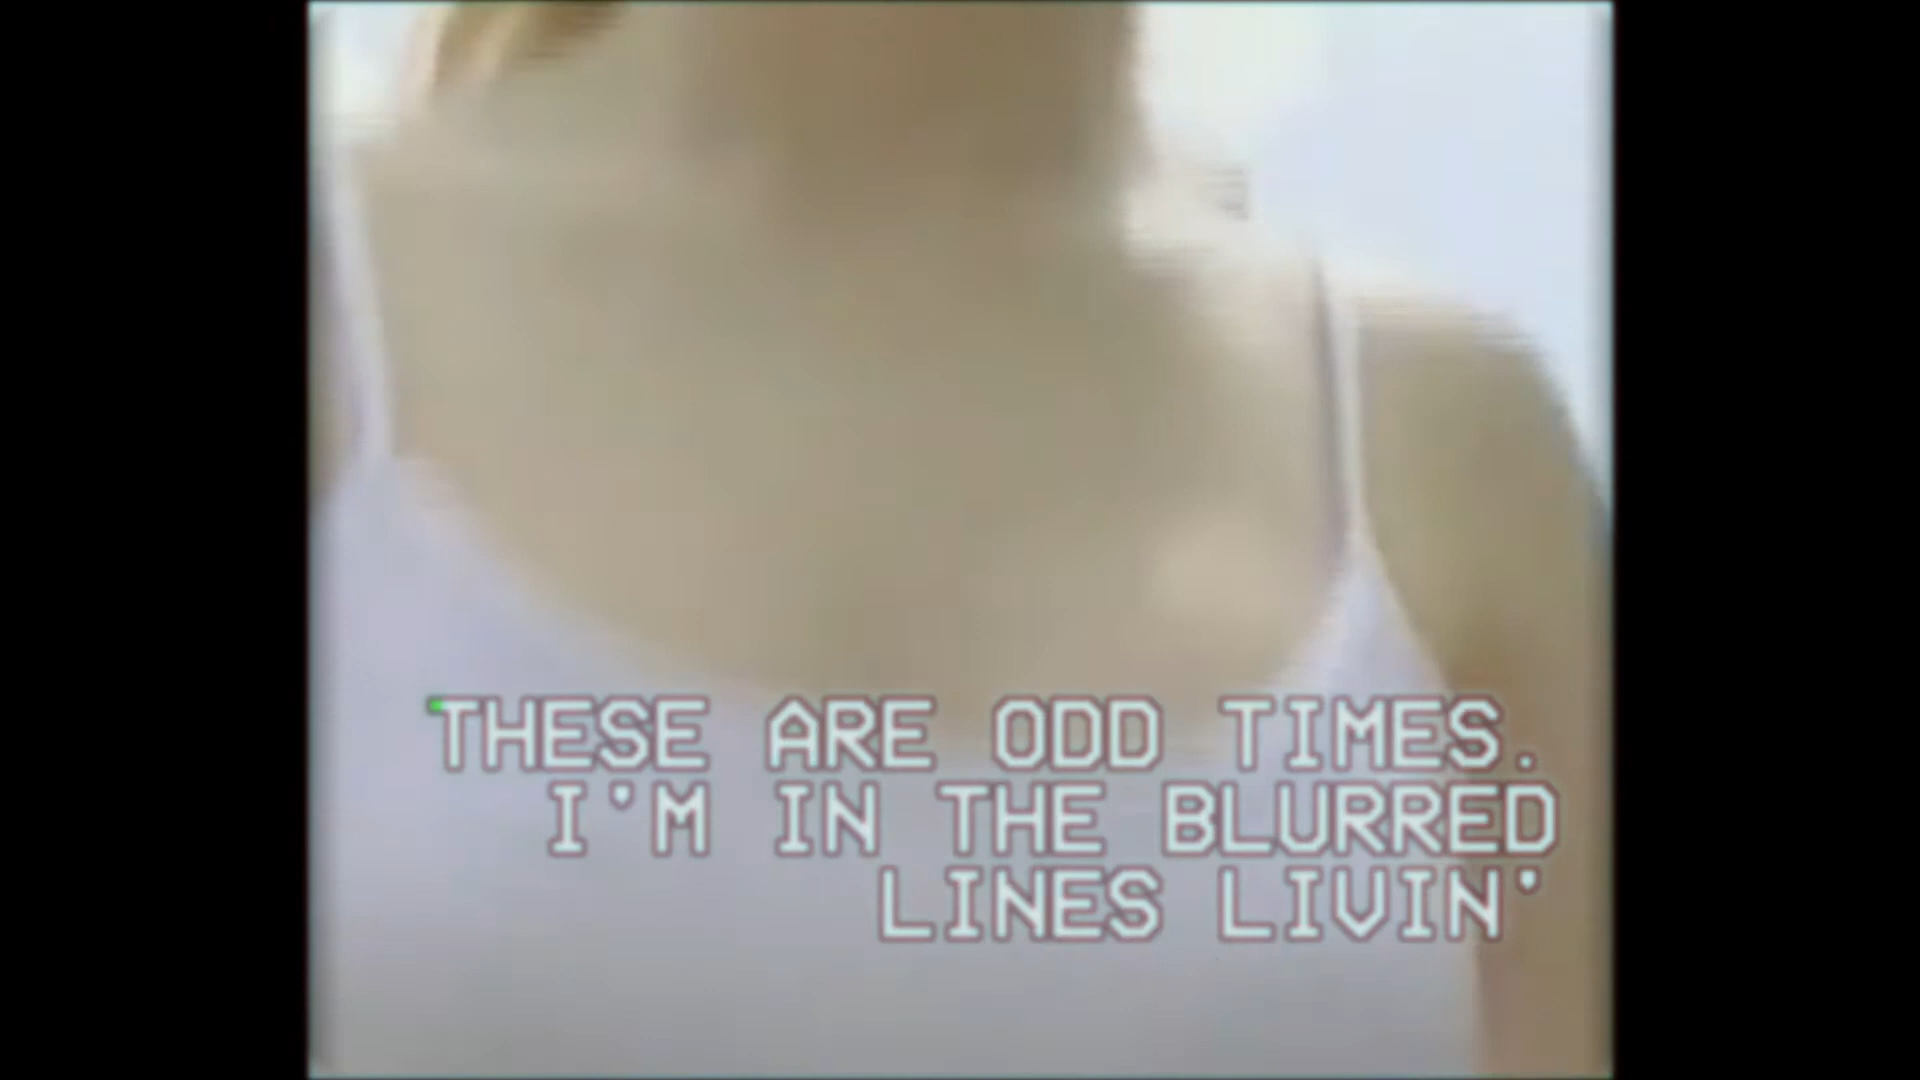 THESE ARE ODD TIMES.
I'M IN THE BLURRED
LINES LIVIN'